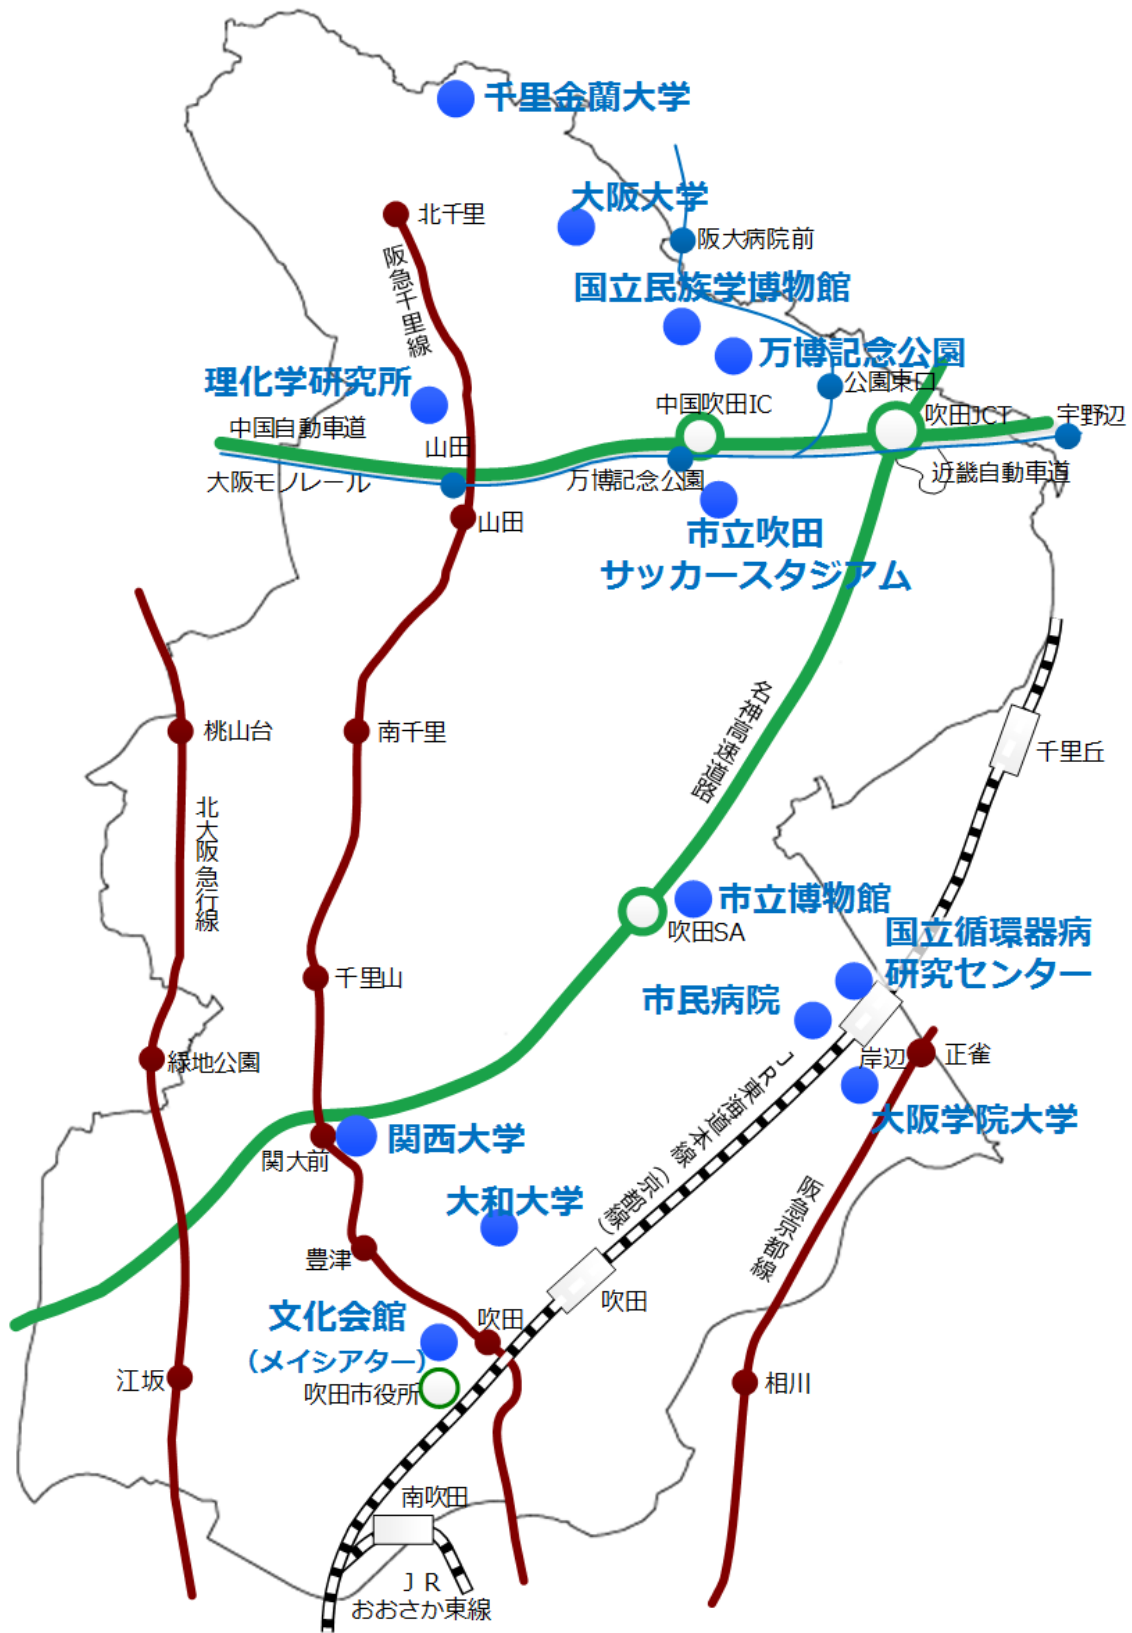 千里金蘭大学
大阪大学
北千里
阪大病院前
阪急千里線
国立民族学博物館
万博記念公園
理化学研究所
公園東口
中国吹田IC
吹田JCT
宇野辺
中国自動車道
山田
大阪モノレール
万博記念公園
近畿自動車道
山田
市立吹田
サッカースタジアム
名神高速道路
桃山台
南千里
千里丘
北大阪急行線
市立博物館
吹田SA
国立循環器病
研究センター
千里山
市民病院
緑地公園
岸辺
正雀
JR東海道本線（京都線）
大阪学院大学
関西大学
関大前
大和大学
阪急京都線
豊津
吹田
文化会館
（メイシアター）
吹田
江坂
吹田市役所
相川
南吹田
JR
おおさか東線